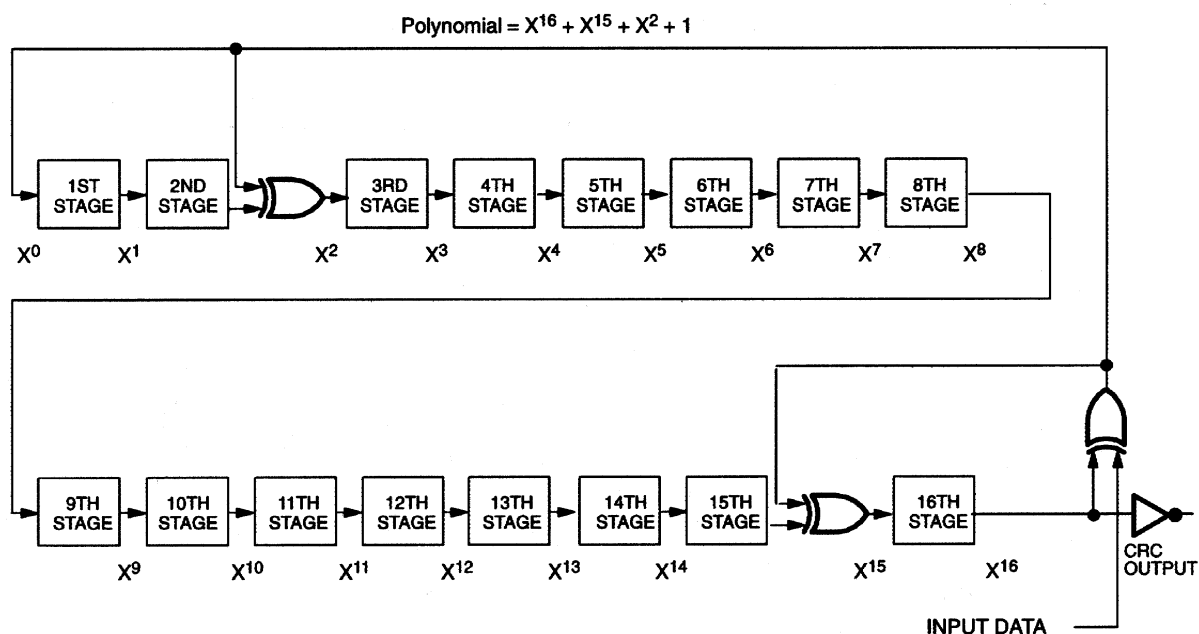 Polynomial = X¹⁶ + X¹⁵ + X² + 1
1ST STAGE
2ND STAGE
3RD STAGE
4TH STAGE
5TH STAGE
6TH STAGE
7TH STAGE
8TH STAGE
X⁰
X¹
X²
X³
X⁴
X⁵
X⁶
X⁷
X⁸
9TH STAGE
10TH STAGE
11TH STAGE
12TH STAGE
13TH STAGE
14TH STAGE
15TH STAGE
16TH STAGE
CRC OUTPUT
X⁹
X¹⁰
X¹¹
X¹²
X¹³
X¹⁴
X¹⁵
X¹⁶
INPUT DATA